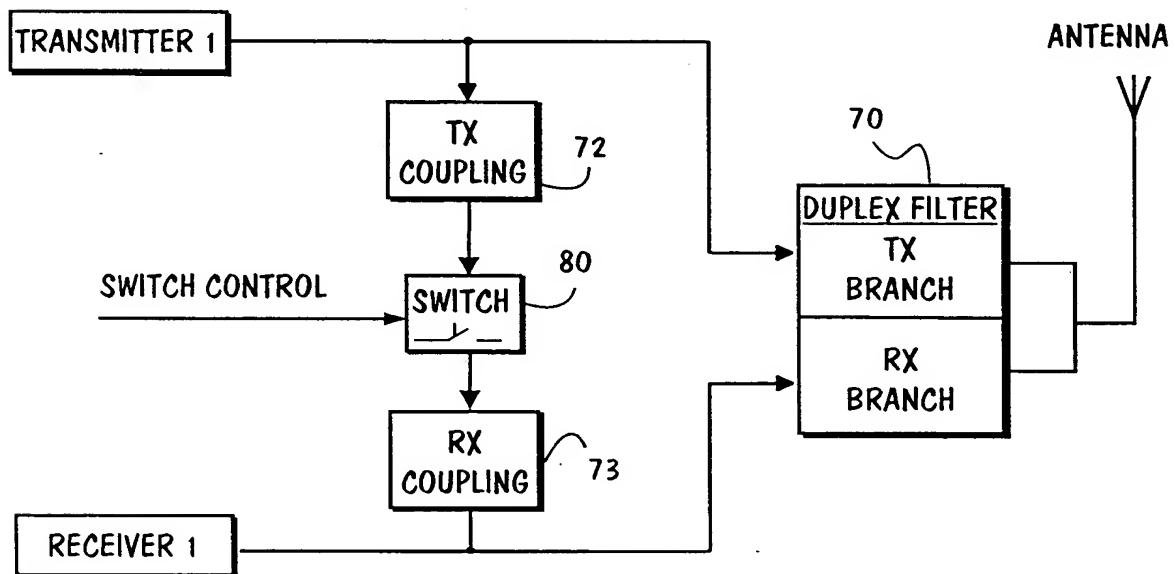 TRANSMITTER 1
ANTENNA
TX
COUPLING
72
70
DUPLEX FILTER
TX
BRANCH
SWITCH CONTROL
SWITCH
80
RX
BRANCH
RX
COUPLING
73
RECEIVER 1